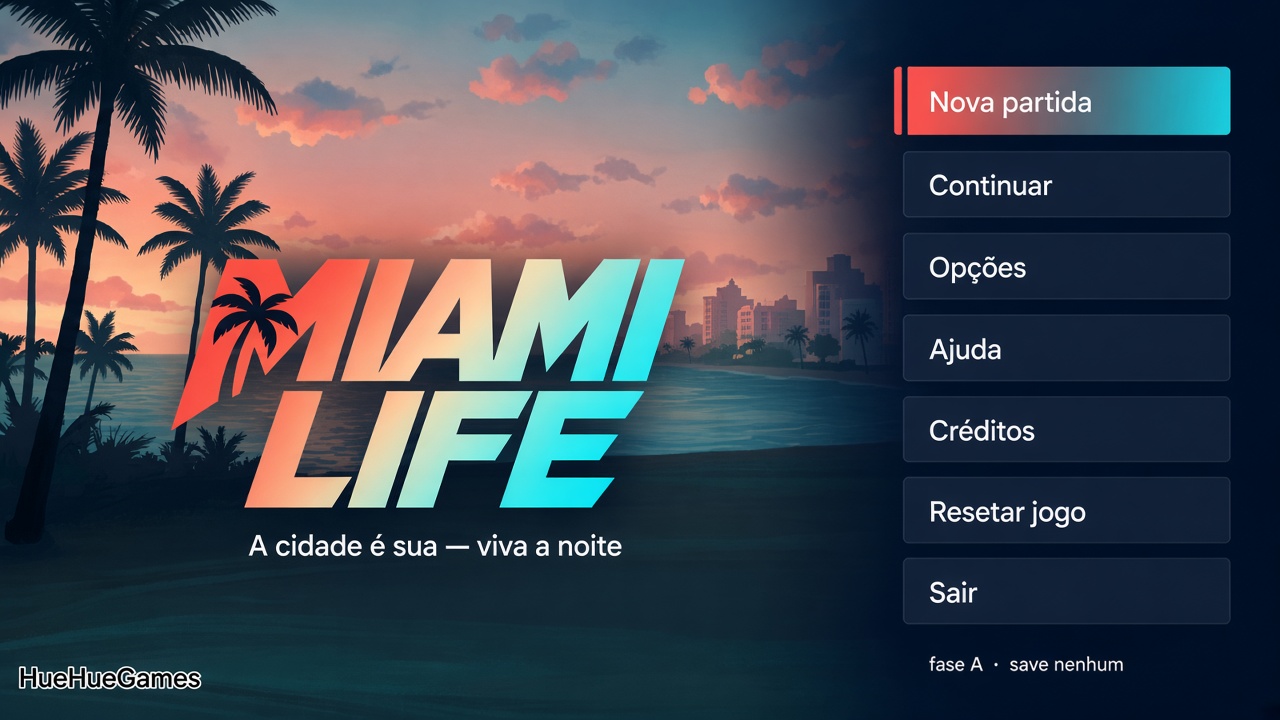 MIAMI
LIFE
A cidade é sua — viva a noite
HueHueGames
Nova partida
Continuar
Opções
Ajuda
Créditos
Resetar jogo
Sair
fase A · save nenhum